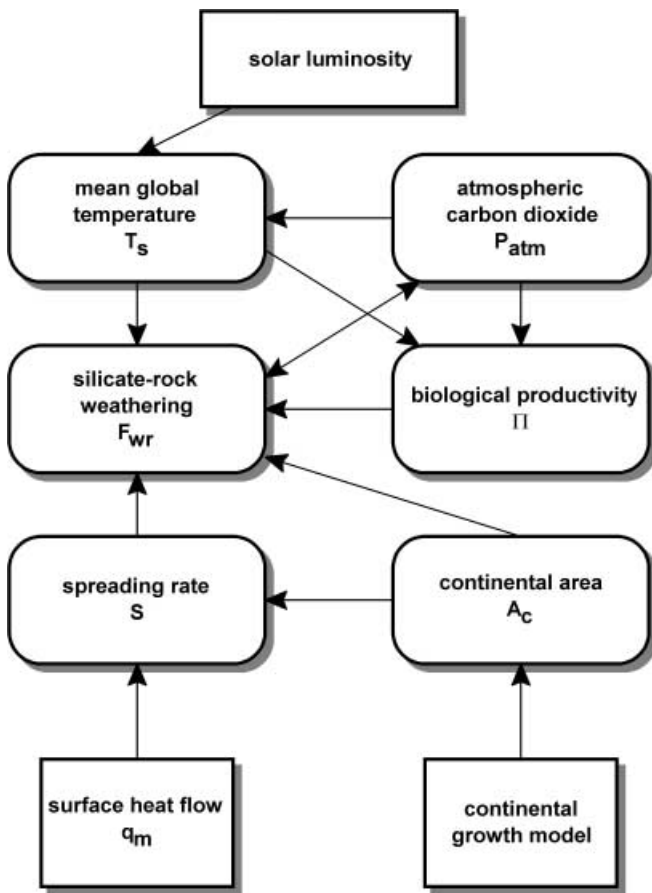 solar luminosity
mean global
temperature
Ts
atmospheric
carbon dioxide
Patm
silicate-rock
weathering
Fwr
biological productivity
Π
spreading rate
S
continental area
Ac
surface heat flow
qm
continental
growth model